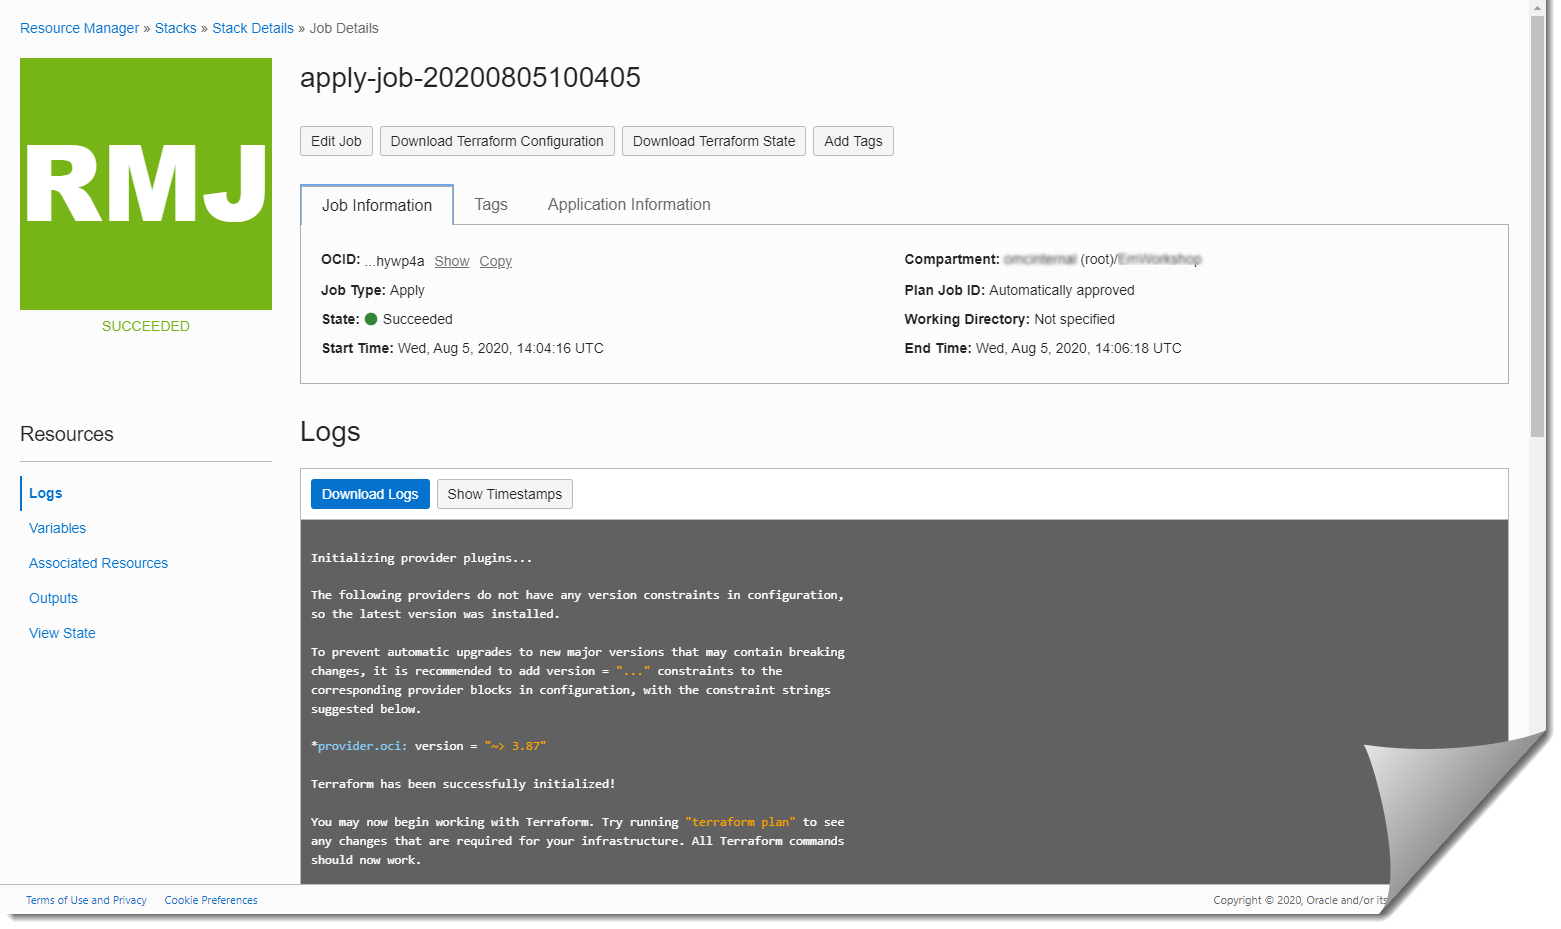 Resource Manager » Stacks » Stack Details » Job Details
RMJ
SUCCEEDED
apply-job-20200805100405
Edit Job Download Terraform Configuration Download Terraform State Add Tags
Job Information Tags Application Information
OCID: ...hywp4a Show Copy
Job Type: Apply
State: Succeeded
Start Time: Wed, Aug 5, 2020, 14:04:16 UTC
Compartment: omcinternal (root)/EmWorkshop
Plan Job ID: Automatically approved
Working Directory: Not specified
End Time: Wed, Aug 5, 2020, 14:06:18 UTC
Resources
Logs
Variables
Associated Resources
Outputs
View State
Logs
Download Logs Show Timestamps
Initializing provider plugins...
The following providers do not have any version constraints in configuration,
so the latest version was installed.
To prevent automatic upgrades to new major versions that may contain breaking
changes, it is recommended to add version = "..." constraints to the
corresponding provider blocks in configuration, with the constraint strings
suggested below.
*provider.oci: version = "~> 3.87"
Terraform has been successfully initialized!
You may now begin working with Terraform. Try running "terraform plan" to see
any changes that are required for your infrastructure. All Terraform commands
should now work.
Terms of Use and Privacy Cookie Preferences
Copyright © 2020, Oracle and/or its